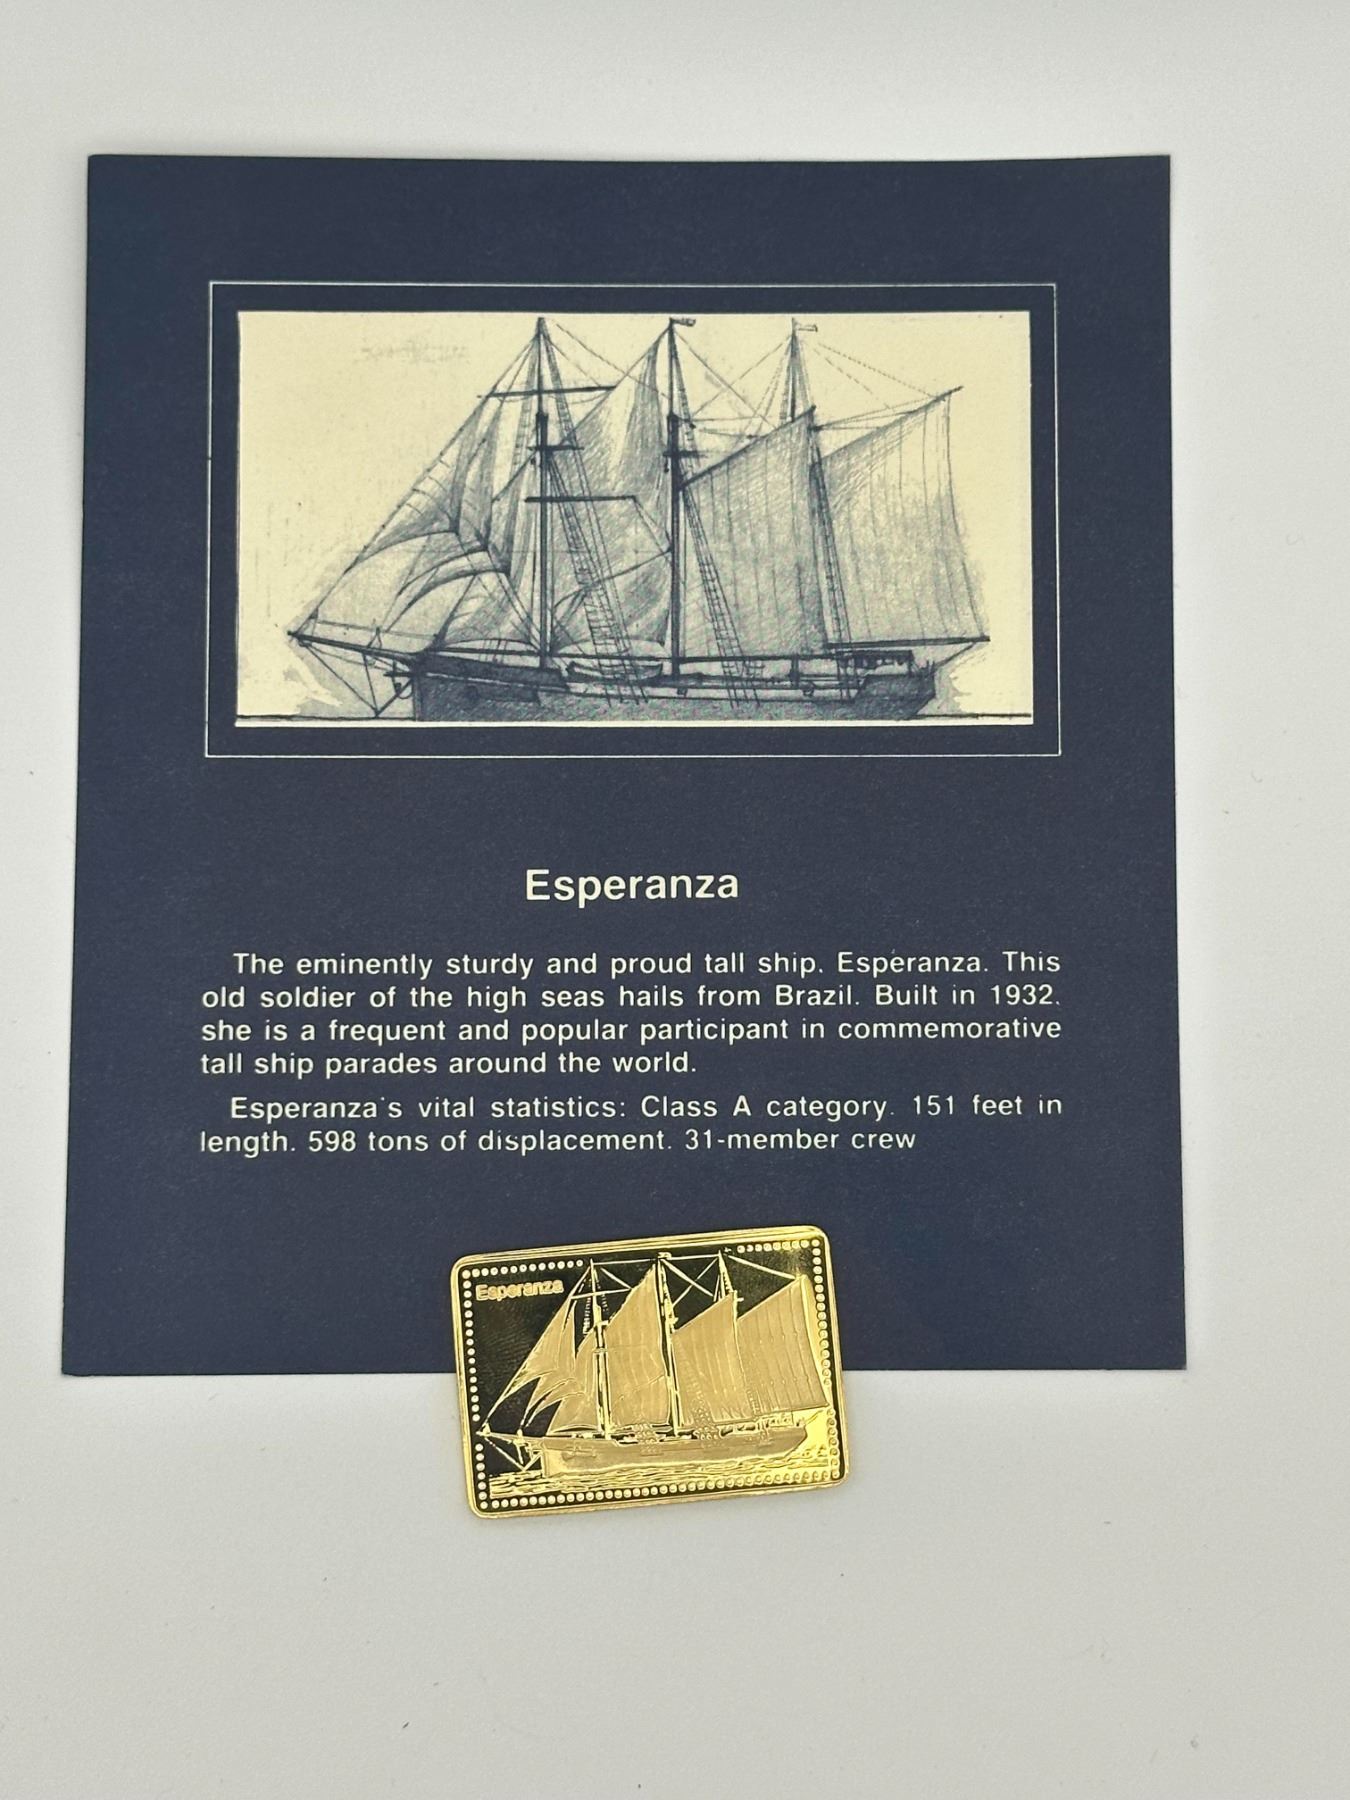 Esperanza
The eminently sturdy and proud tall ship. Esperanza. This
old soldier of the high seas hails from Brazil. Built in 1932.
she is a frequent and popular participant in commemorative
tall ship parades around the world.
Esperanza's vital statistics: Class A category. 151 feet in
length. 598 tons of displacement. 31-member crew
Esperanza